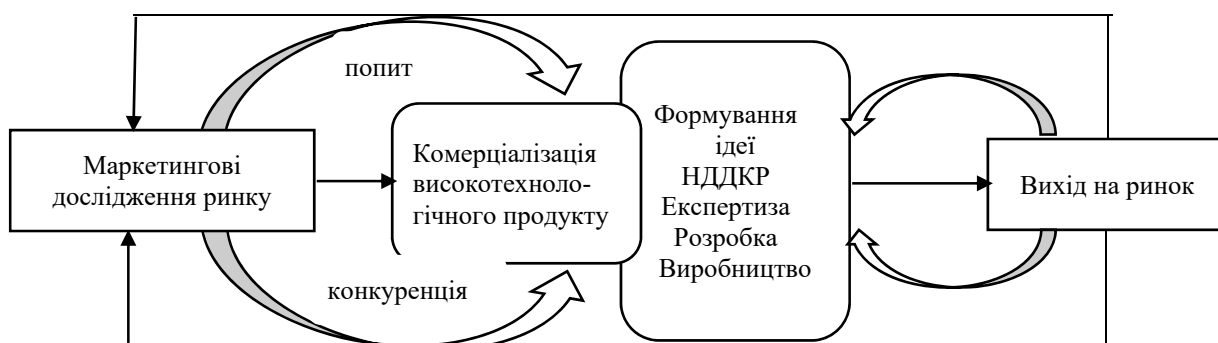 попит
Маркетингові
дослідження ринку
Комерціалізація
високотехноло-
гічного продукту
конкуренція
Формування
ідеї
НДДКР
Експертиза
Розробка
Виробництво
Вихід на ринок